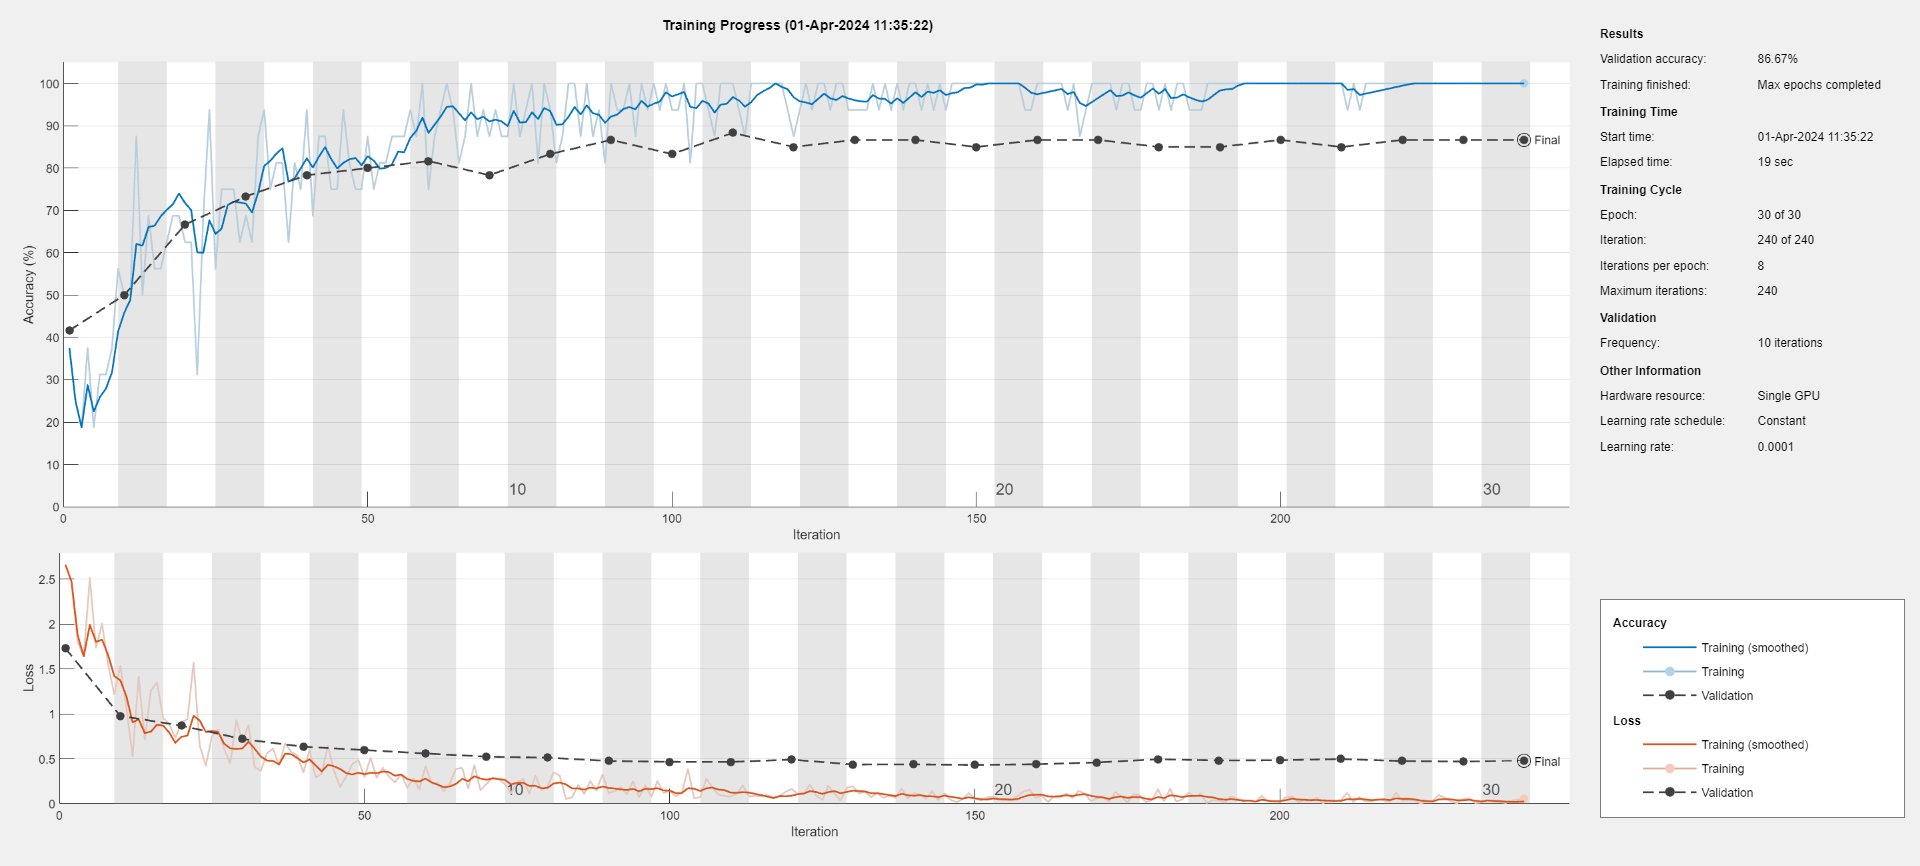 Training Progress (01-Apr-2024 11:35:22)
100
90
80
70
60
50
40
30
20
10
0
Accuracy (%)
10
20
30
Final
0
50
100
150
200
Iteration
2.5
2
1.5
1
0.5
0
Loss
10
20
30
Final
0
50
100
150
200
Iteration
Results
Validation accuracy: 86.67%
Training finished: Max epochs completed
Training Time
Start time: 01-Apr-2024 11:35:22
Elapsed time: 19 sec
Training Cycle
Epoch: 30 of 30
Iteration: 240 of 240
Iterations per epoch: 8
Maximum iterations: 240
Validation
Frequency: 10 iterations
Other Information
Hardware resource: Single GPU
Learning rate schedule: Constant
Learning rate: 0.0001
Accuracy
Training (smoothed)
Training
Validation
Loss
Training (smoothed)
Training
Validation